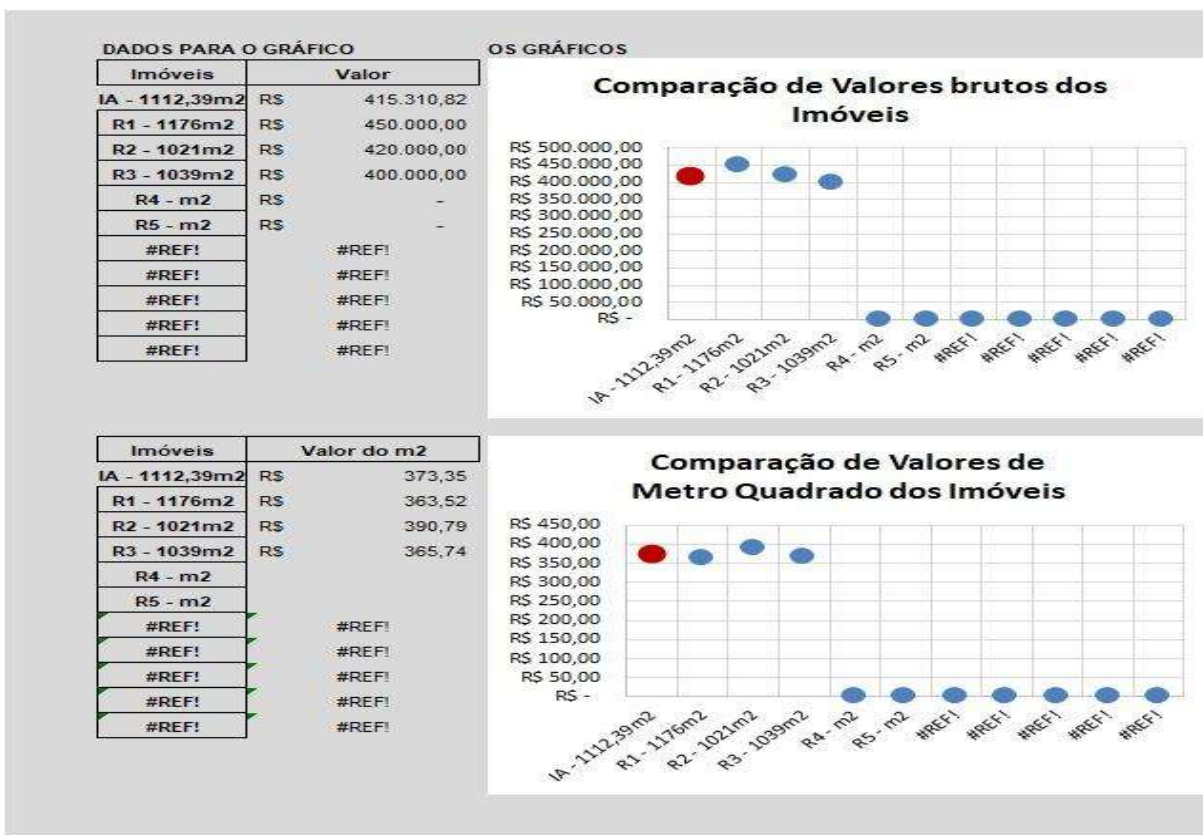 DADOS PARA O GRÁFICO
Imóveis Valor
IA - 1112,39m2 R$ 415.310,82
R1 - 1176m2 R$ 450.000,00
R2 - 1021m2 R$ 420.000,00
R3 - 1039m2 R$ 400.000,00
R4 - m2 R$ -
R5 - m2 R$ -
#REF! #REF!
#REF! #REF!
#REF! #REF!
#REF! #REF!
#REF! #REF!
OS GRÁFICOS
Comparação de Valores brutos dos
Imóveis
R$ 500.000,00
R$ 450.000,00
R$ 400.000,00
R$ 350.000,00
R$ 300.000,00
R$ 250.000,00
R$ 200.000,00
R$ 150.000,00
R$ 100.000,00
R$ 50.000,00
R$ -
IA - 1112,39m2
R1 - 1176m2
R2 - 1021m2
R3 - 1039m2
R4 - m2
R5 - m2
#REF!
#REF!
#REF!
#REF!
#REF!
Imóveis Valor do m2
IA - 1112,39m2 R$ 373,35
R1 - 1176m2 R$ 363,52
R2 - 1021m2 R$ 390,79
R3 - 1039m2 R$ 365,74
R4 - m2
R5 - m2
#REF! #REF!
#REF! #REF!
#REF! #REF!
#REF! #REF!
#REF! #REF!
Comparação de Valores de
Metro Quadrado dos Imóveis
R$ 450,00
R$ 400,00
R$ 350,00
R$ 300,00
R$ 250,00
R$ 200,00
R$ 150,00
R$ 100,00
R$ 50,00
R$ -
IA - 1112,39m2
R1 - 1176m2
R2 - 1021m2
R3 - 1039m2
R4 - m2
R5 - m2
#REF!
#REF!
#REF!
#REF!
#REF!